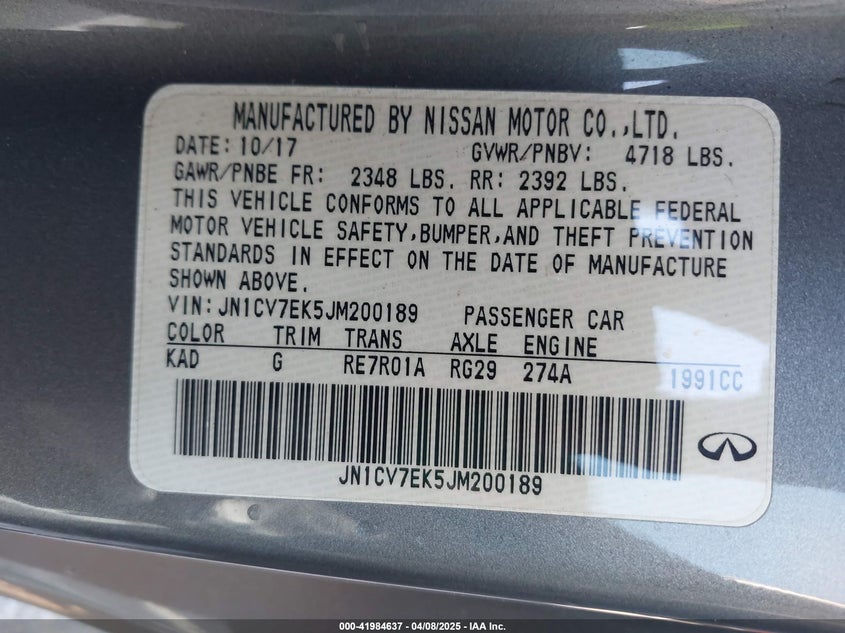 MANUFACTURED BY NISSAN MOTOR CO.,LTD.
DATE: 10/17 GVWR/PNBV: 4718 LBS.
GAWR/PNBE FR: 2348 LBS. RR: 2392 LBS.
THIS VEHICLE CONFORMS TO ALL APPLICABLE FEDERAL
MOTOR VEHICLE SAFETY,BUMPER,AND THEFT PREVENTION
STANDARDS IN EFFECT ON THE DATE OF MANUFACTURE
SHOWN ABOVE.
VIN: JN1CV7EK5JM200189 PASSENGER CAR
COLOR TRIM TRANS AXLE ENGINE
KAD G RE7R01A RG29 274A 1991CC
JN1CV7EK5JM200189
000-41984637 - 04/08/2025 - IAA Inc.